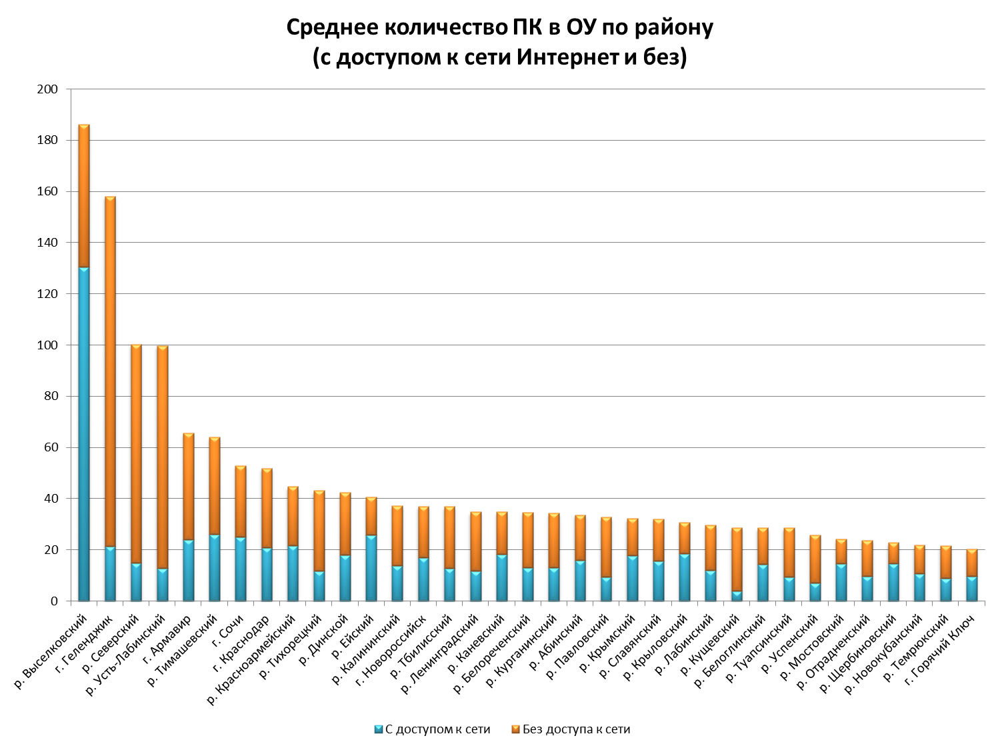 Среднее количество ПК в ОУ по району
(с доступом к сети Интернет и без)
200
180
160
140
120
100
80
60
40
20
0
р. Выселковский
г. Геленджик
р. Северский
р. Усть-Лабинский
г. Армавир
р. Тимашевский
г. Сочи
г. Краснодар
р. Красноармейский
р. Тихорецкий
р. Динской
р. Ейский
р. Калининский
г. Новороссийск
р. Тбилисский
р. Ленинградский
р. Каневский
р. Белореченский
р. Курганинский
р. Абинский
р. Павловский
р. Крымский
р. Славянский
р. Крыловский
р. Лабинский
р. Кущевский
р. Белоглинский
р. Туапсинский
р. Успенский
р. Мостовский
р. Отрадненский
р. Щербиновский
р. Новокубанский
р. Темрюкский
г. Горячий Ключ
С доступом к сети
Без доступа к сети